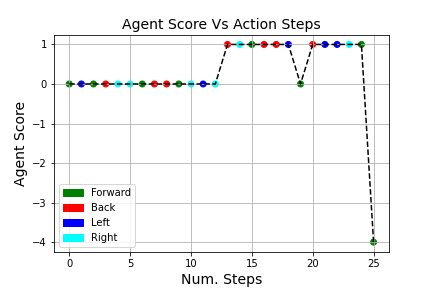 Agent Score Vs Action Steps
Agent Score
1
0
−1
−2
−3
−4
Forward
Back
Left
Right
0 5 10 15 20 25
Num. Steps